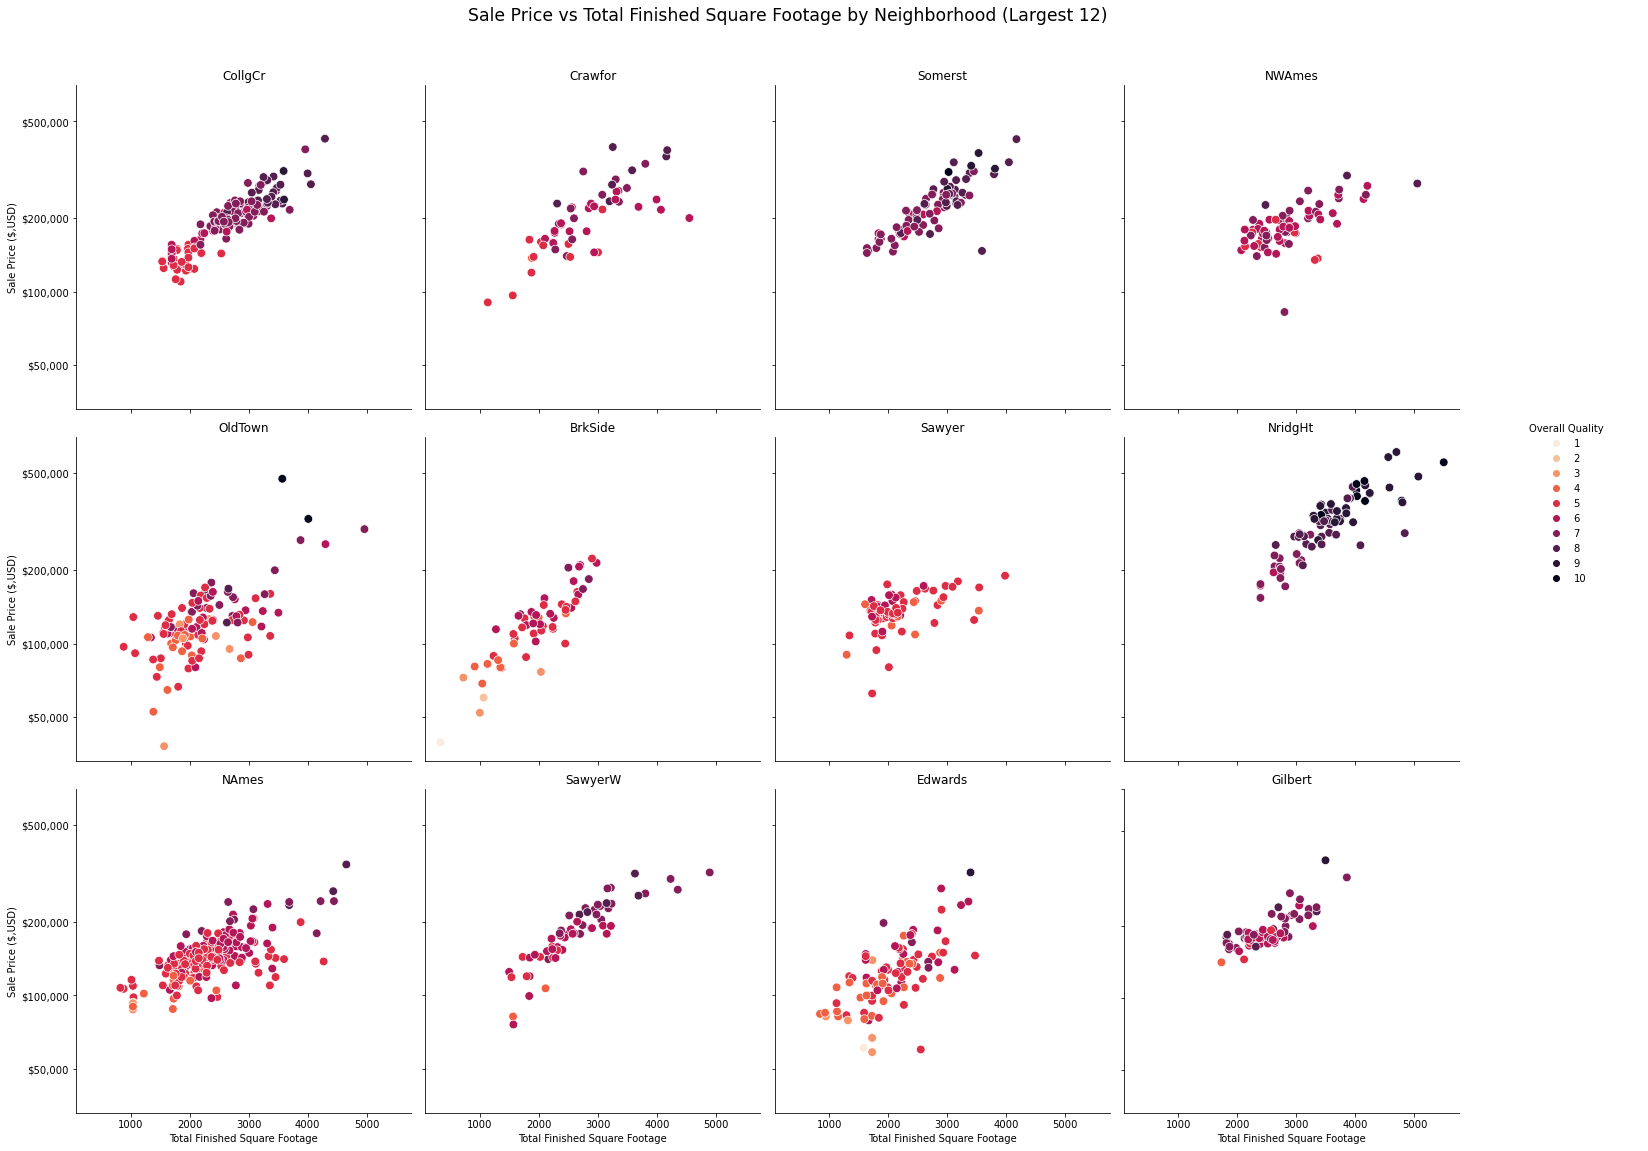 Sale Price vs Total Finished Square Footage by Neighborhood (Largest 12)
CollgCr
Crawfor
Somerst
NWAmes
$500,000
$200,000
$100,000
$50,000
Sale Price ($,USD)
OldTown
BrkSide
Sawyer
NridgHt
$500,000
$200,000
$100,000
$50,000
Sale Price ($,USD)
Overall Quality
1
2
3
4
5
6
7
8
9
10
NAmes
SawyerW
Edwards
Gilbert
$500,000
$200,000
$100,000
$50,000
Sale Price ($,USD)
1000 2000 3000 4000 5000
1000 2000 3000 4000 5000
1000 2000 3000 4000 5000
1000 2000 3000 4000 5000
Total Finished Square Footage
Total Finished Square Footage
Total Finished Square Footage
Total Finished Square Footage